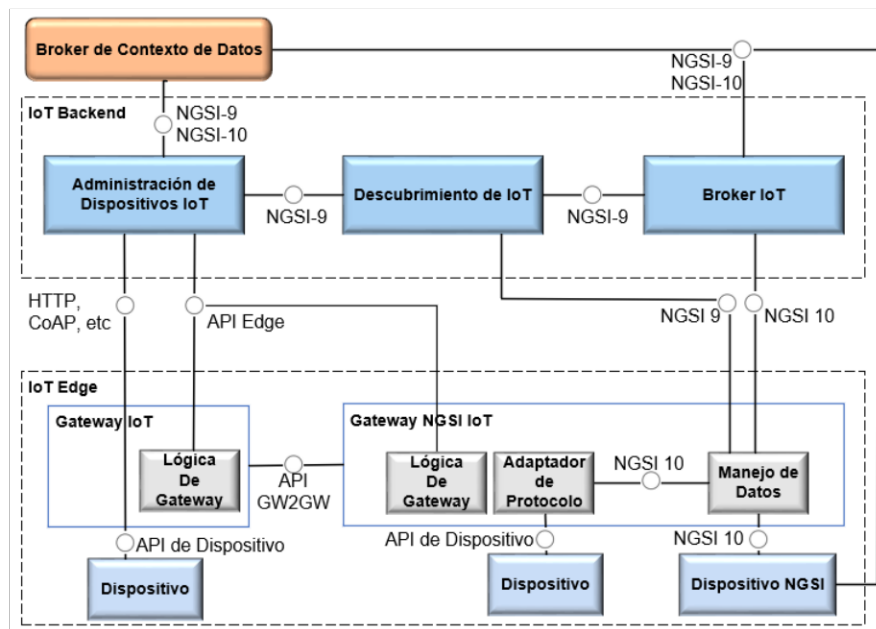 Broker de Contexto de Datos
NGSI-9
NGSI-10
IoT Backend
NGSI-9
NGSI-10
Administración de
Dispositivos IoT
NGSI-9
Descubrimiento de IoT
NGSI-9
Broker IoT
HTTP,
CoAP, etc
API Edge
NGSI 9
NGSI 10
IoT Edge
Gateway IoT
Lógica
De
Gateway
API
GW2GW
Gateway NGSI IoT
Lógica
De
Gateway
Adaptador
de
Protocolo
NGSI 10
Manejo de
Datos
API de Dispositivo
API de Dispositivo
NGSI 10
Dispositivo
Dispositivo
Dispositivo NGSI